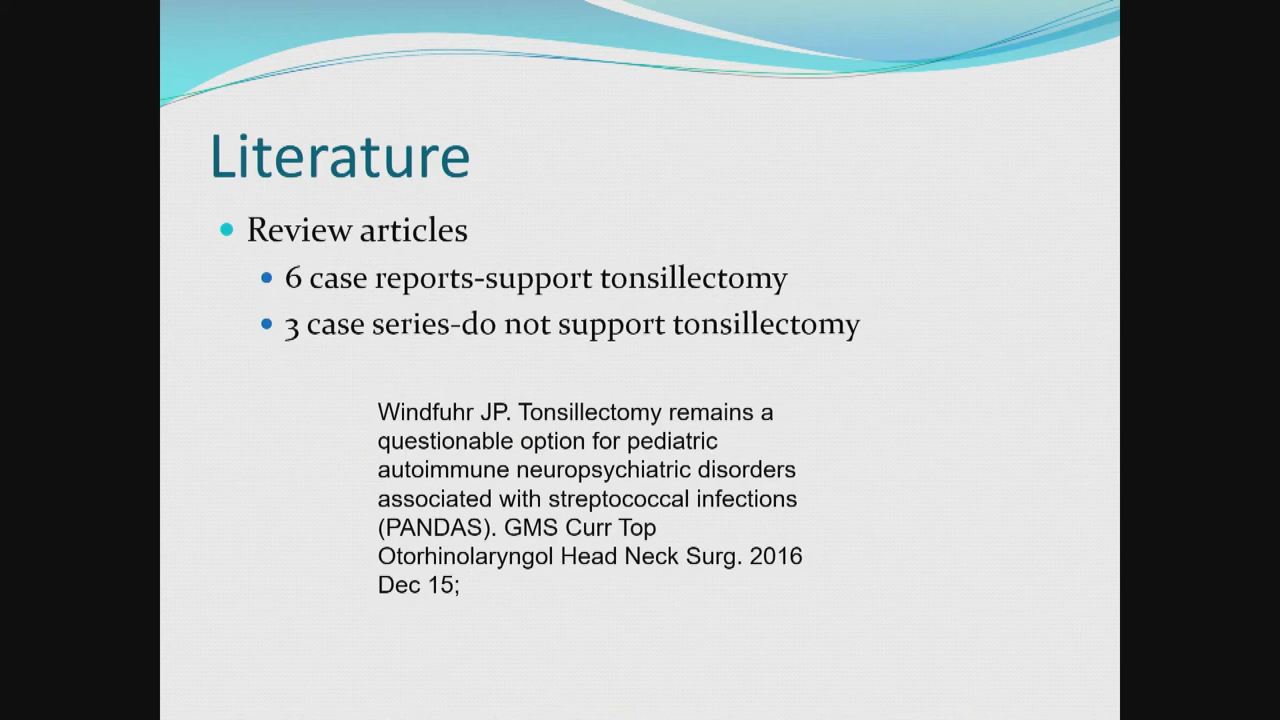 Literature
Review articles
6 case reports-support tonsillectomy
3 case series-do not support tonsillectomy
Windfuhr JP. Tonsillectomy remains a
questionable option for pediatric
autoimmune neuropsychiatric disorders
associated with streptococcal infections
(PANDAS). GMS Curr Top
Otorhinolaryngol Head Neck Surg. 2016
Dec 15;